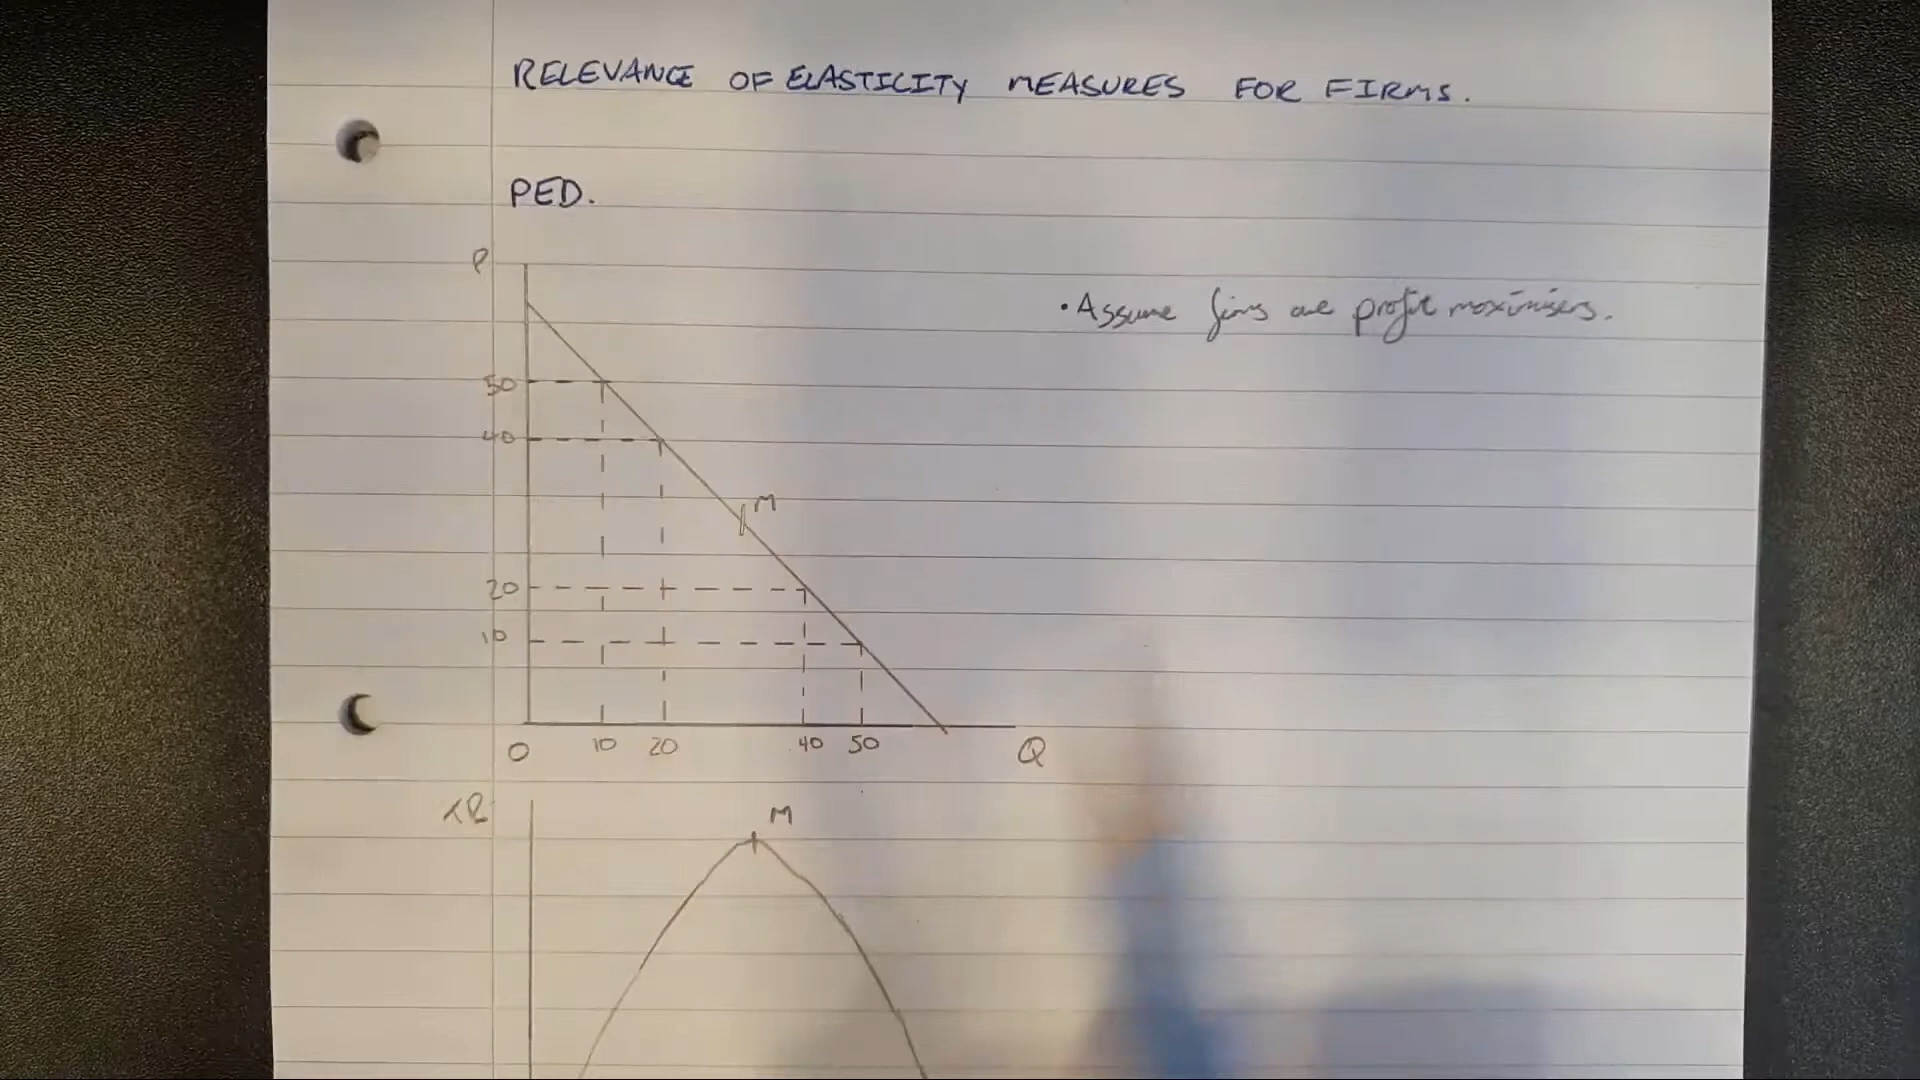 RELEVANCE OF ELASTICITY MEASURES FOR FIRMS.
PED.
P
• Assume firms are profit maximisers.
50
40
M
20
10
0 10 20 40 50 Q
TR
M